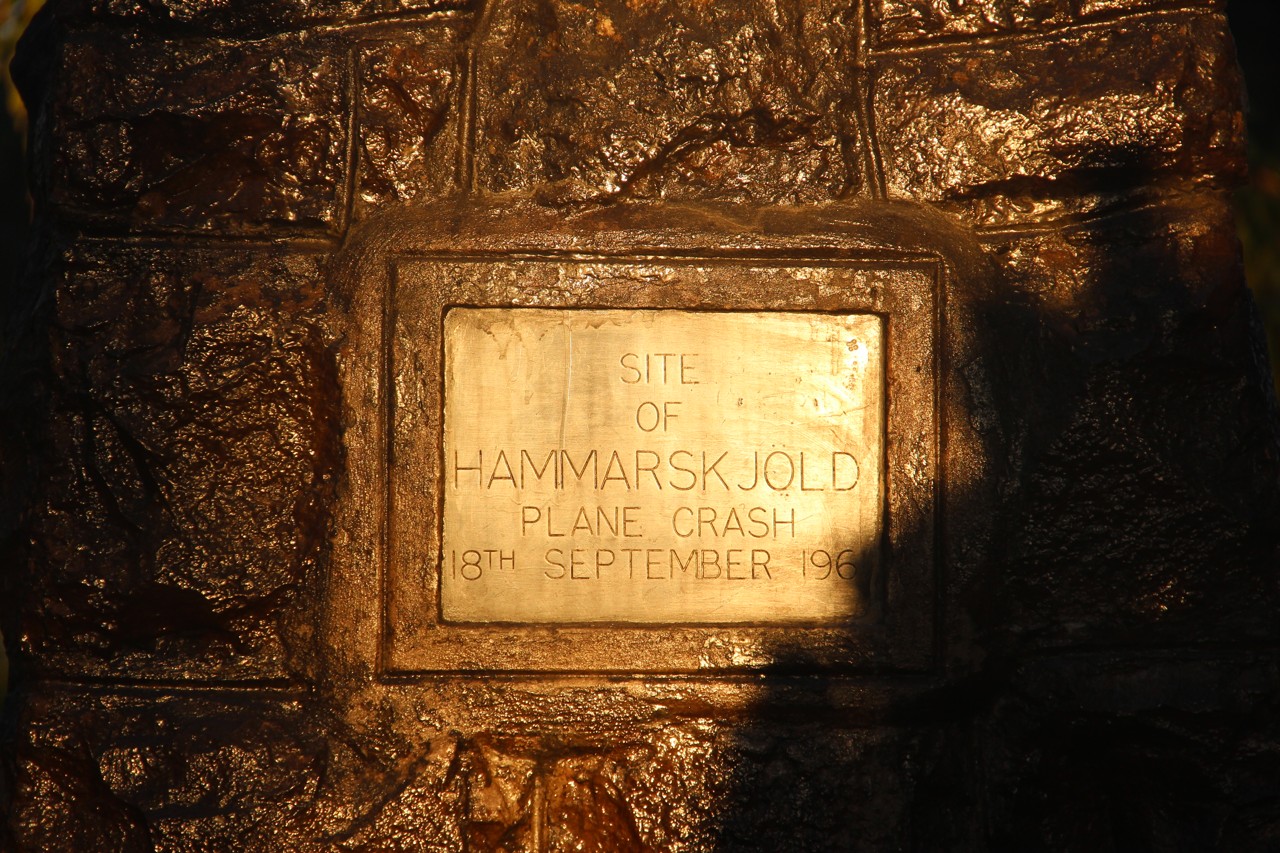 SITE
OF
HAMMARSKJÖLD
PLANE CRASH
18TH SEPTEMBER 196